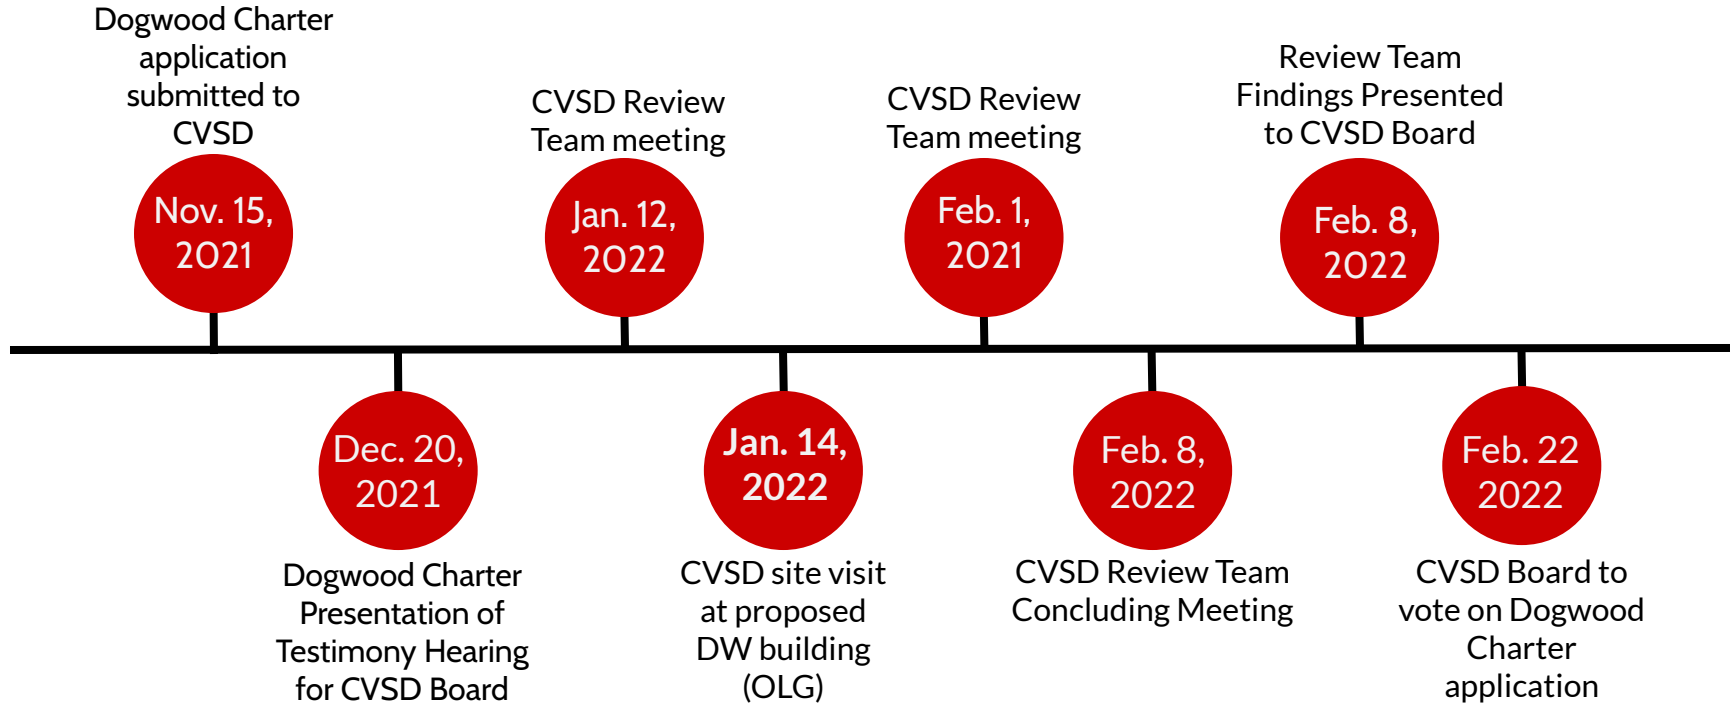 Dogwood Charter
application
submitted to
CVSD
Nov. 15,
2021
Dec. 20,
2021
Dogwood Charter
Presentation of
Testimony Hearing
for CVSD Board
CVSD Review
Team meeting
Jan. 12,
2022
Jan. 14,
2022
CVSD site visit
at proposed
DW building
(OLG)
CVSD Review
Team meeting
Feb. 1,
2021
Feb. 8,
2022
CVSD Review Team
Concluding Meeting
Review Team
Findings Presented
to CVSD Board
Feb. 8,
2022
Feb. 22
2022
CVSD Board to
vote on Dogwood
Charter
application